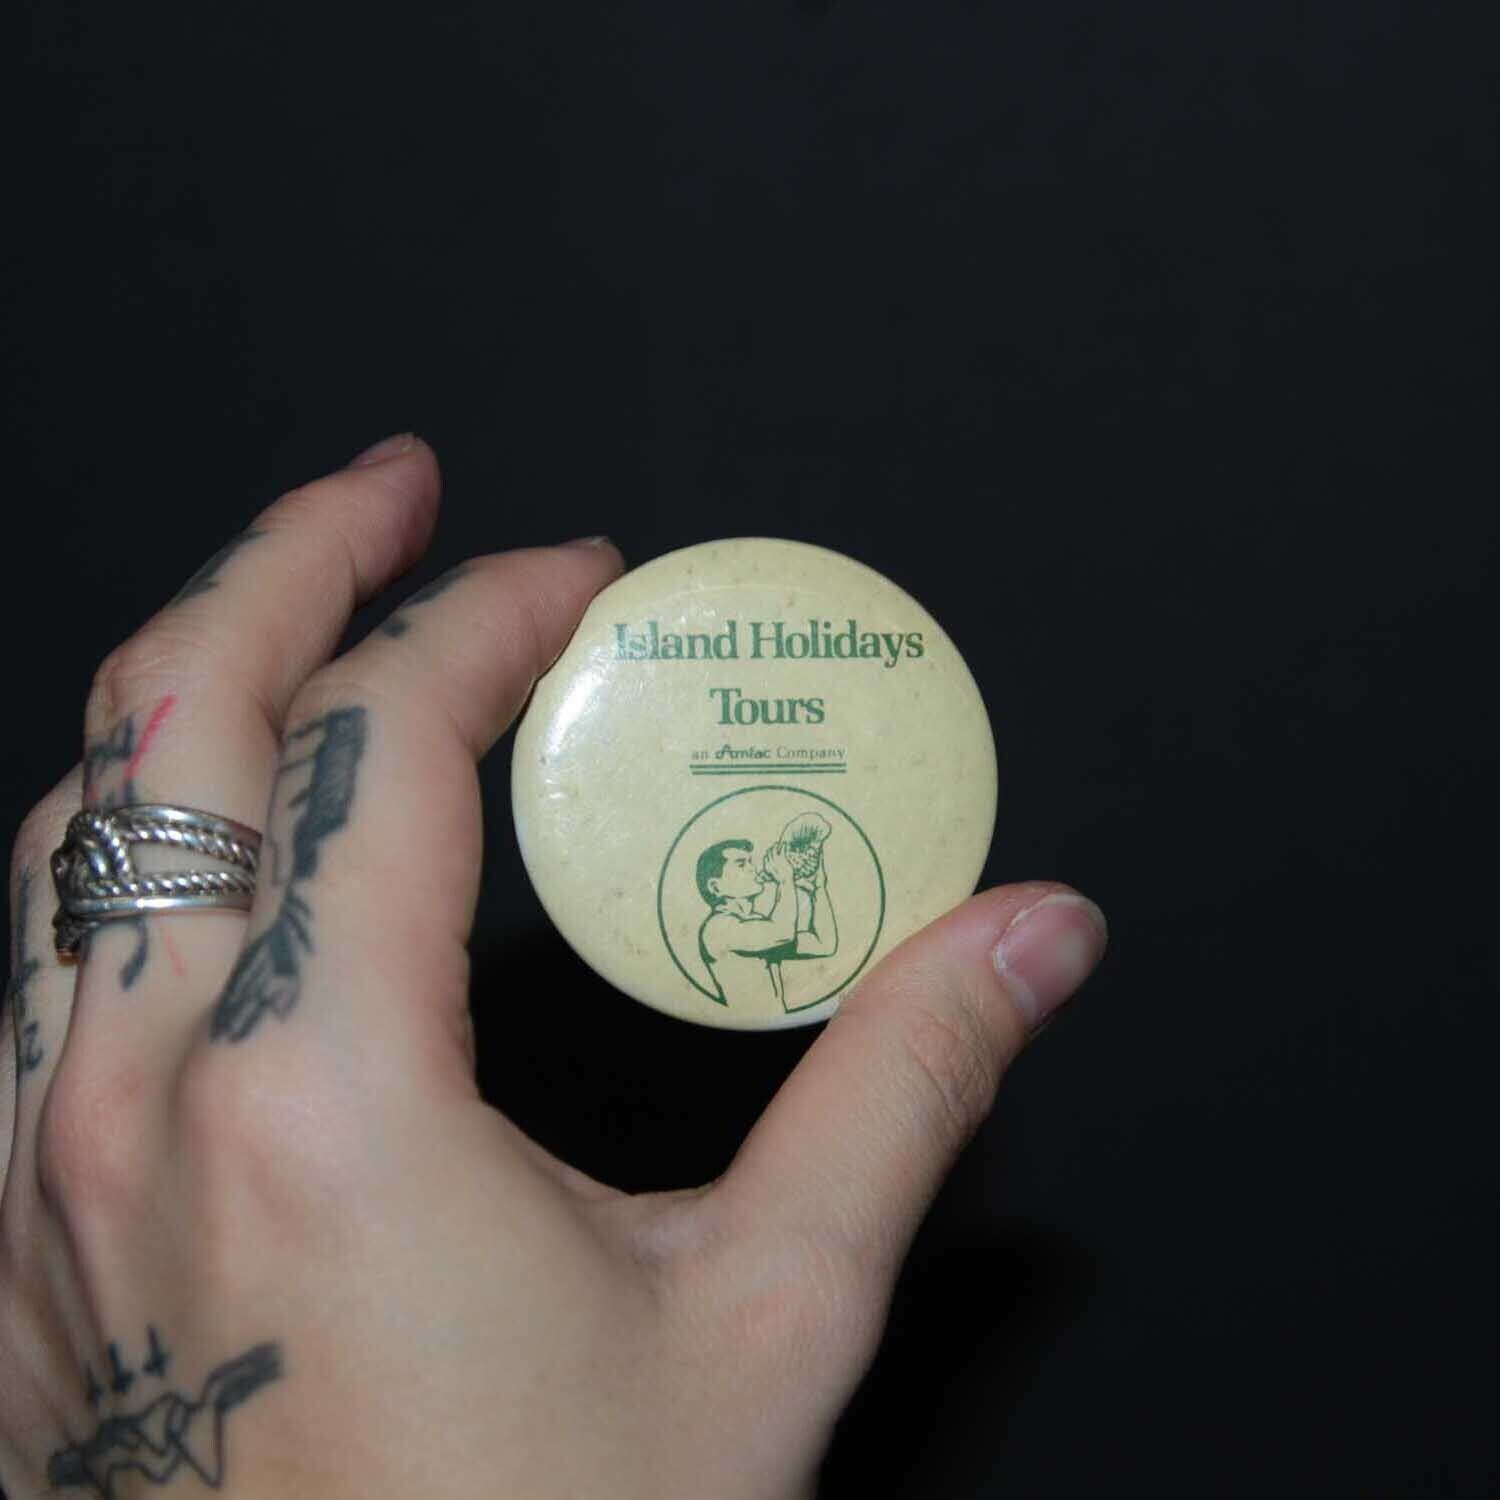 Island Holidays
Tours
an Amfac Company